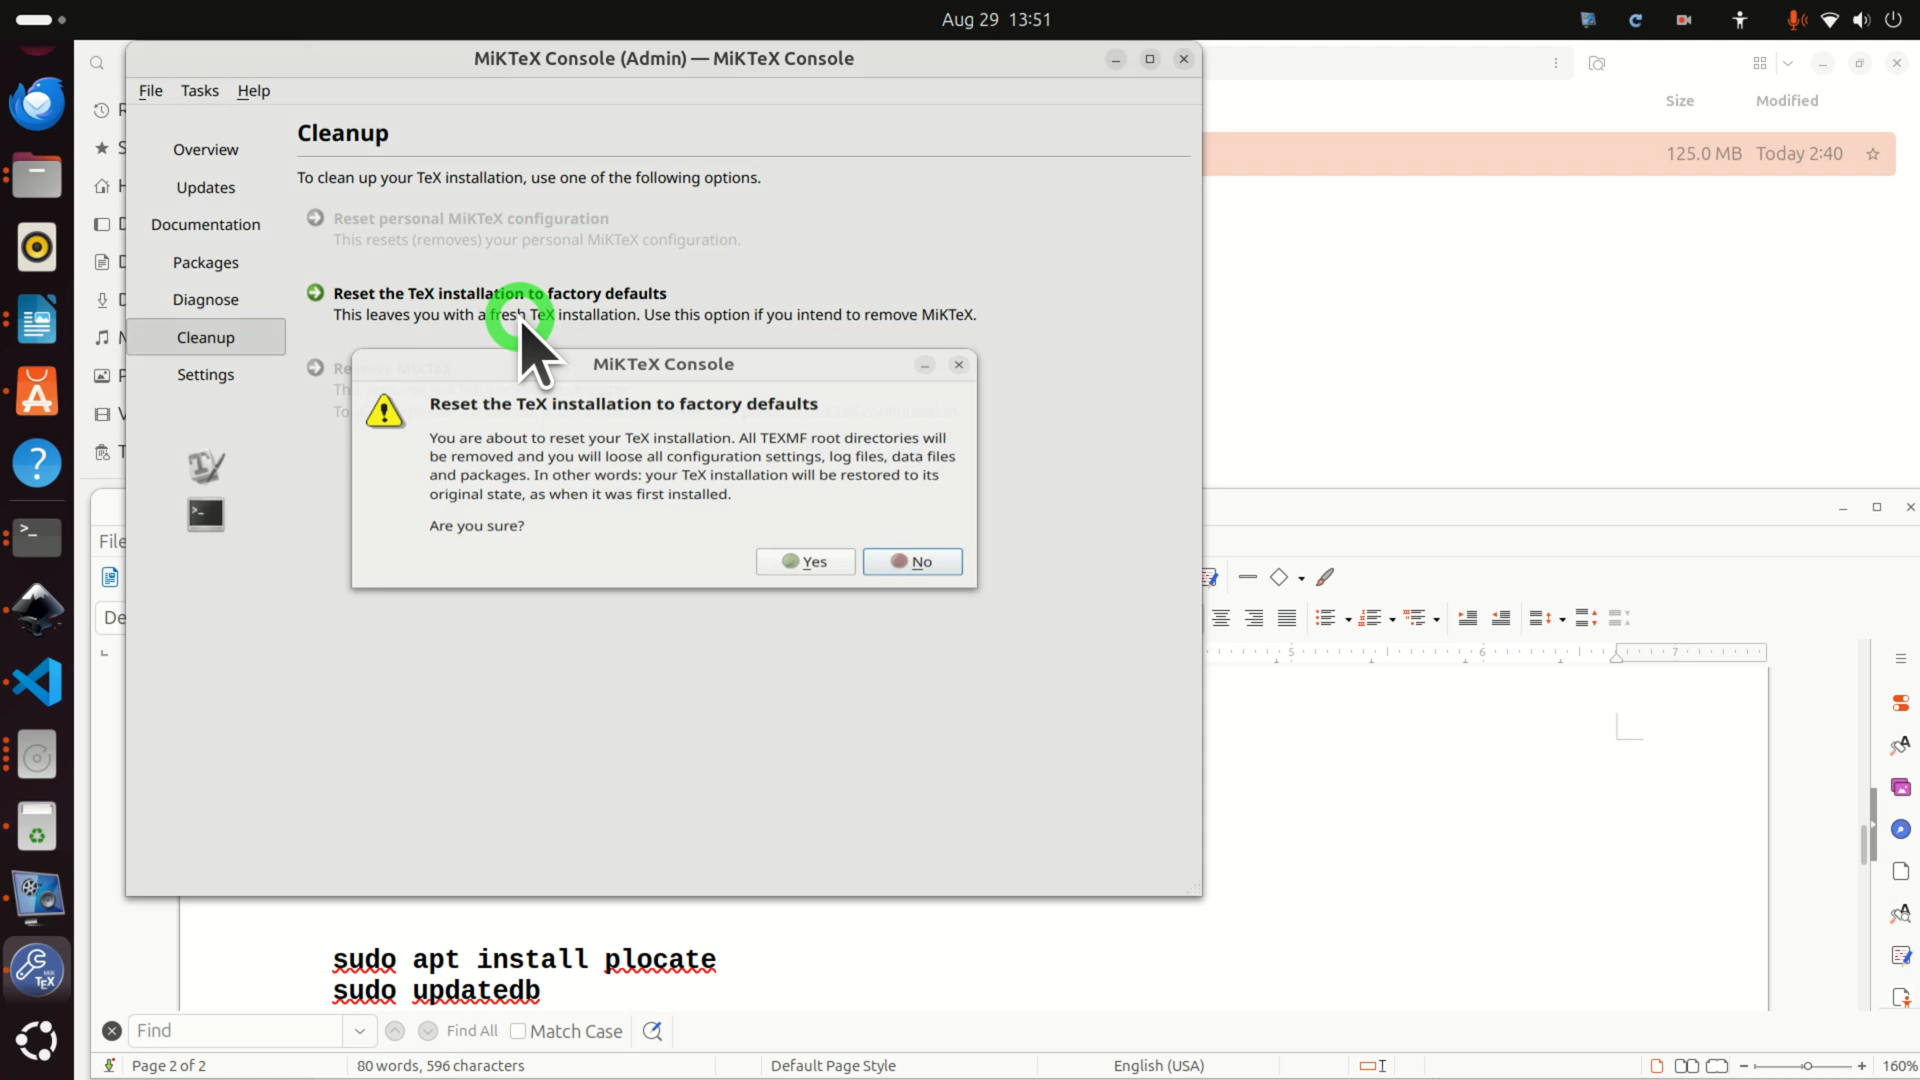 Aug 29 13:51
MiKTeX Console (Admin) — MiKTeX Console
File Tasks Help
Size Modified
Cleanup
125.0 MB Today 2:40
To clean up your TeX installation, use one of the following options.
Overview
Updates
Documentation
Packages
Diagnose
Cleanup
Settings
Reset personal MiKTeX configuration
This resets (removes) your personal MiKTeX configuration.
Reset the TeX installation to factory defaults
This leaves you with a fresh TeX installation. Use this option if you intend to remove MiKTeX.
MiKTeX Console
Reset the TeX installation to factory defaults
You are about to reset your TeX installation. All TEXMF root directories will
be removed and you will loose all configuration settings, log files, data files
and packages. In other words: your TeX installation will be restored to its
original state, as when it was first installed.
Are you sure?
Yes No
File
De
5 6 7
sudo apt install plocate
sudo updatedb
Find Find All Match Case
Page 2 of 2 80 words, 596 characters Default Page Style English (USA) 160%